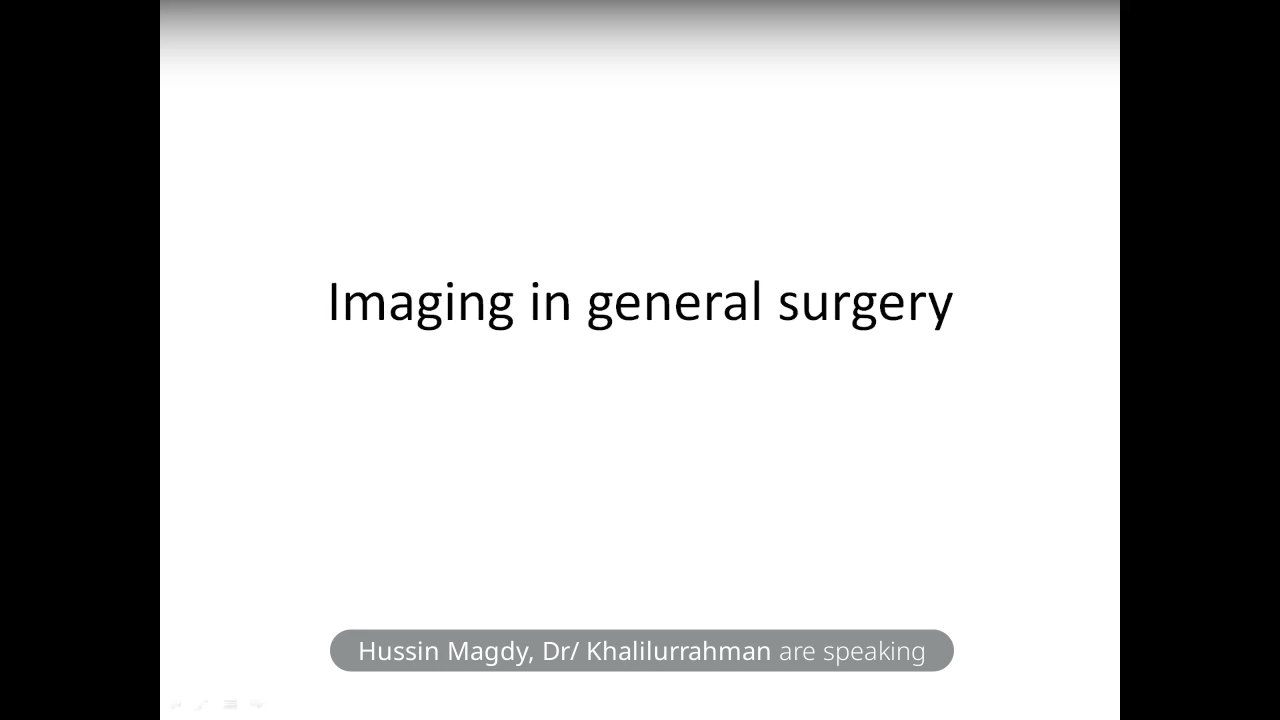 Imaging in general surgery
Hussin Magdy, Dr/ Khalilurrahman are speaking